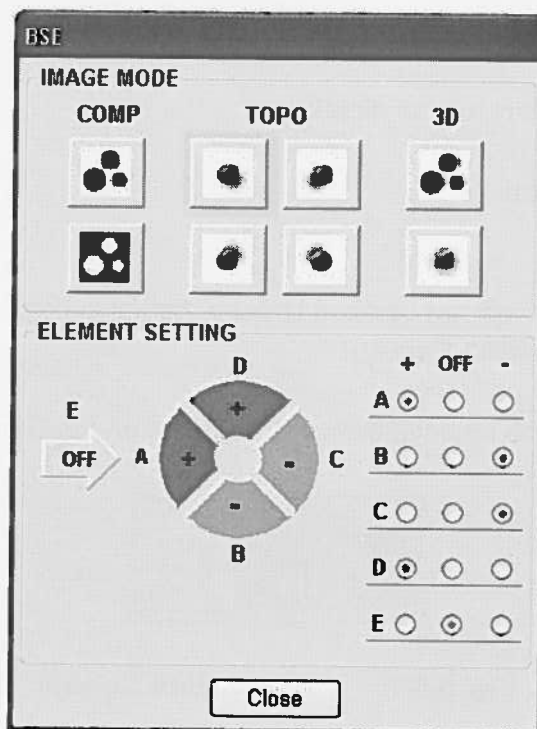 BSE
IMAGE MODE
COMP TOPO 3D
ELEMENT SETTING
+ OFF -
D
A
E
+
OFF A + - C B
-
B
C
D
E
Close